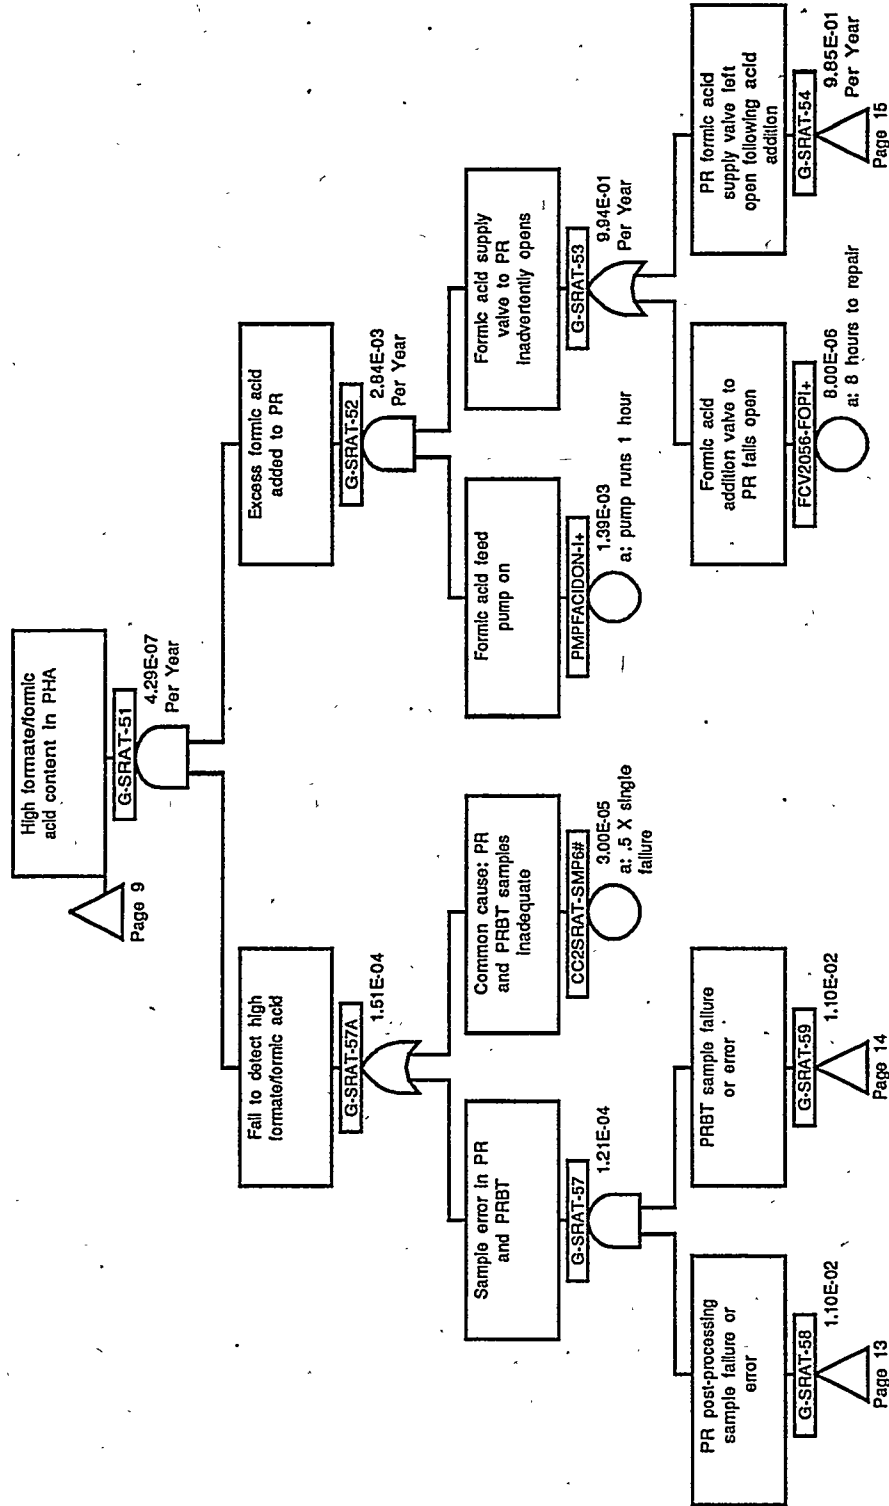 High formate/formic
acid content in PHA
G-SRAT-51
Page 9
4.29E-07
Per Year
Fail to detect high
formate/formic acid
G-SRAT-57A
1.51E-04
Excess formic acid
added to PR
G-SRAT-52
2.84E-03
Per Year
Sample error in PR
and PRBT
G-SRAT-57
1.21E-04
Common cause: PR
and PRBT samples
inadequate
CC2SRAT-SMP6#
3.00E-05
a: .5 X single
failure
Formic acid feed
pump on
PMPFACIDON-I+
1.39E-03
a: pump runs 1 hour
Formic acid supply
valve to PR
inadvertently opens
G-SRAT-53
9.94E-01
Per Year
PR post-processing
sample failure or
error
G-SRAT-58
1.10E-02
Page 13
PRBT sample failure
or error
G-SRAT-59
1.10E-02
Page 14
Formic acid
addition valve to
PR fails open
FCV2056-FOPI+
8.00E-06
a: 8 hours to repair
PR formic acid
supply valve left
open following acid
addition
G-SRAT-54
9.85E-01
Per Year
Page 15